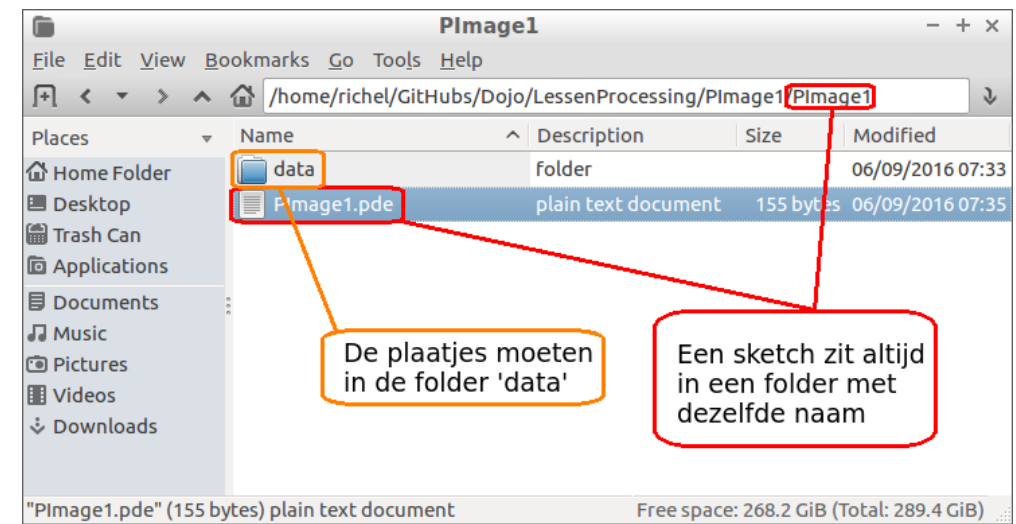 PImage1
File Edit View Bookmarks Go Tools Help
/home/richel/GitHubs/Dojo/LessenProcessing/PImage1/PImage1
Places
Name Description Size Modified
Home Folder
Desktop
Trash Can
Applications
Documents
Music
Pictures
Videos
Downloads
data folder 06/09/2016 07:33
PImage1.pde plain text document 155 bytes 06/09/2016 07:35
De plaatjes moeten
in de folder 'data'
Een sketch zit altijd
in een folder met
dezelfde naam
"PImage1.pde" (155 bytes) plain text document Free space: 268.2 GiB (Total: 289.4 GiB)